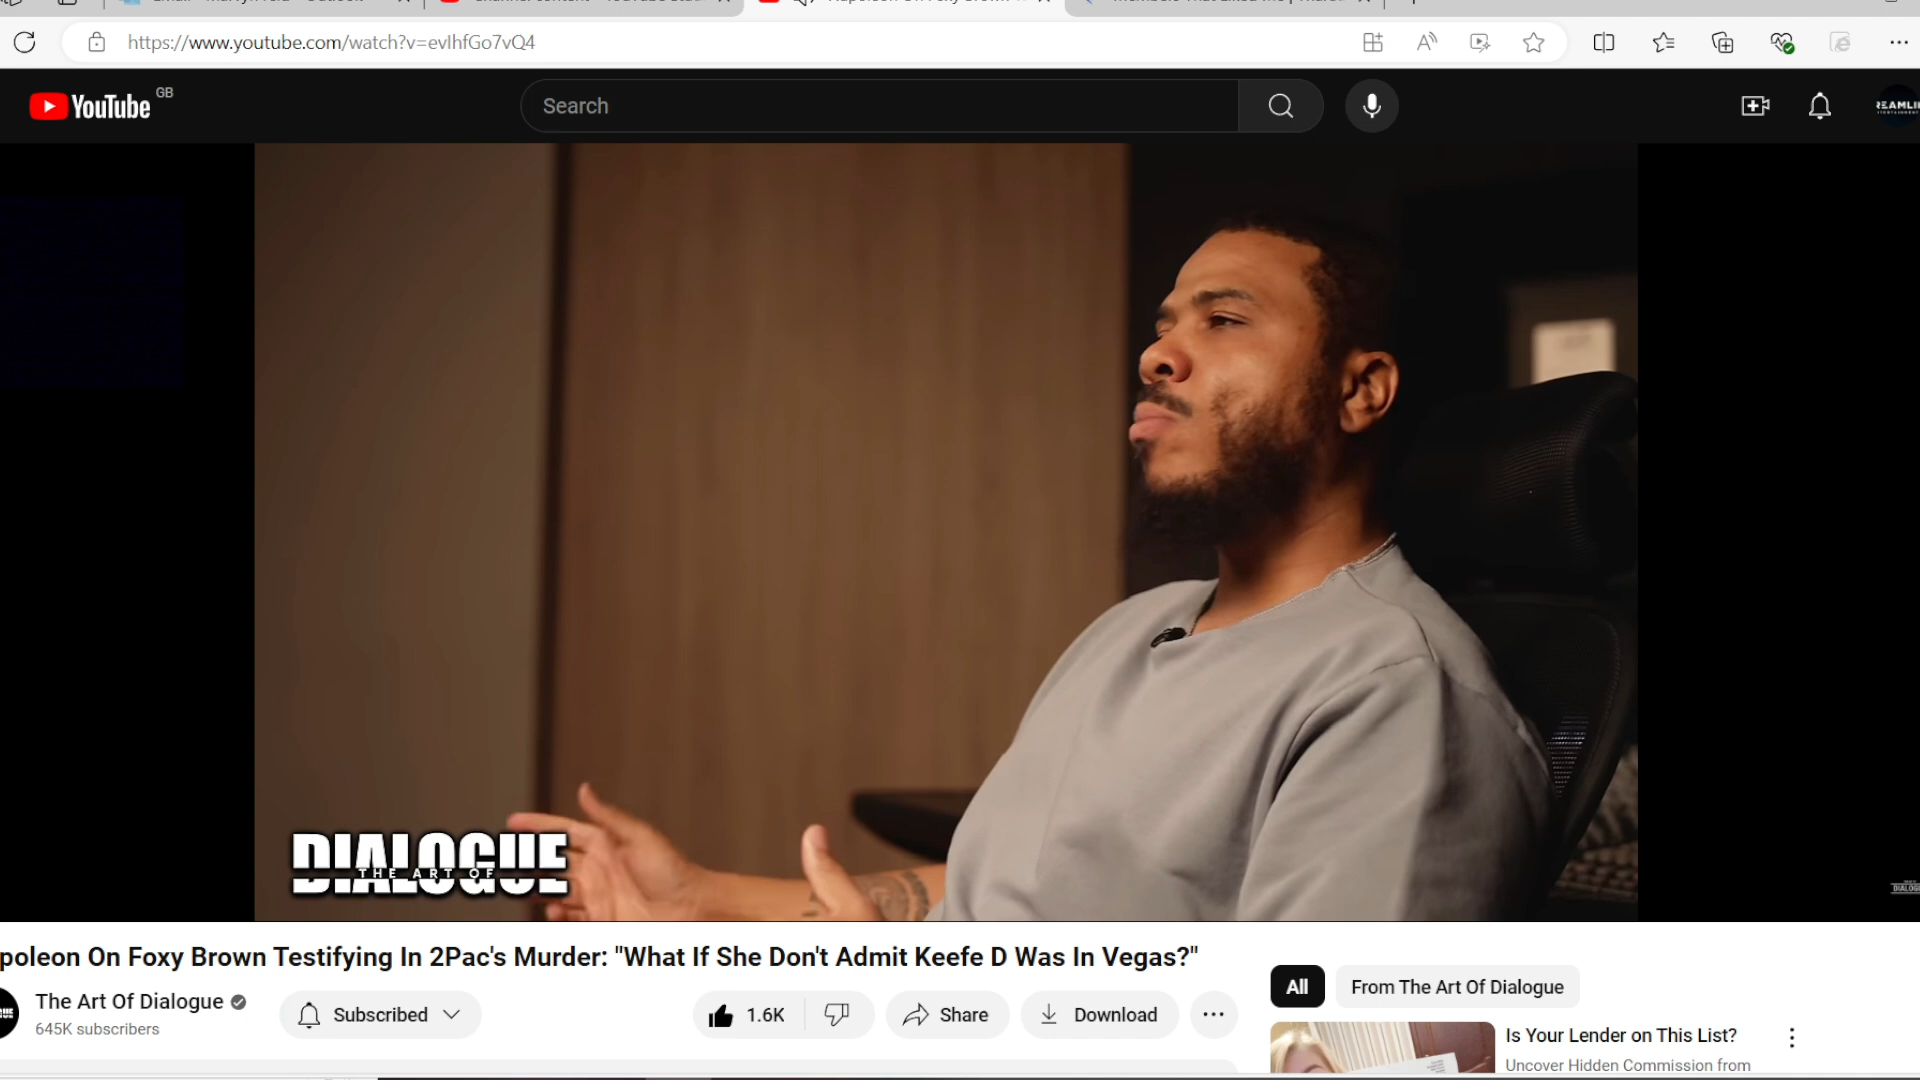 https://www.youtube.com/watch?v=evlhfGo7vQ4
YouTube GB
Search
DIALOGUE
THE ART OF
poleon On Foxy Brown Testifying In 2Pac's Murder: "What If She Don't Admit Keefe D Was In Vegas?"
The Art Of Dialogue
645K subscribers
Subscribed
1.6K
Share
Download
All
From The Art Of Dialogue
Is Your Lender on This List?
Uncover Hidden Commission from